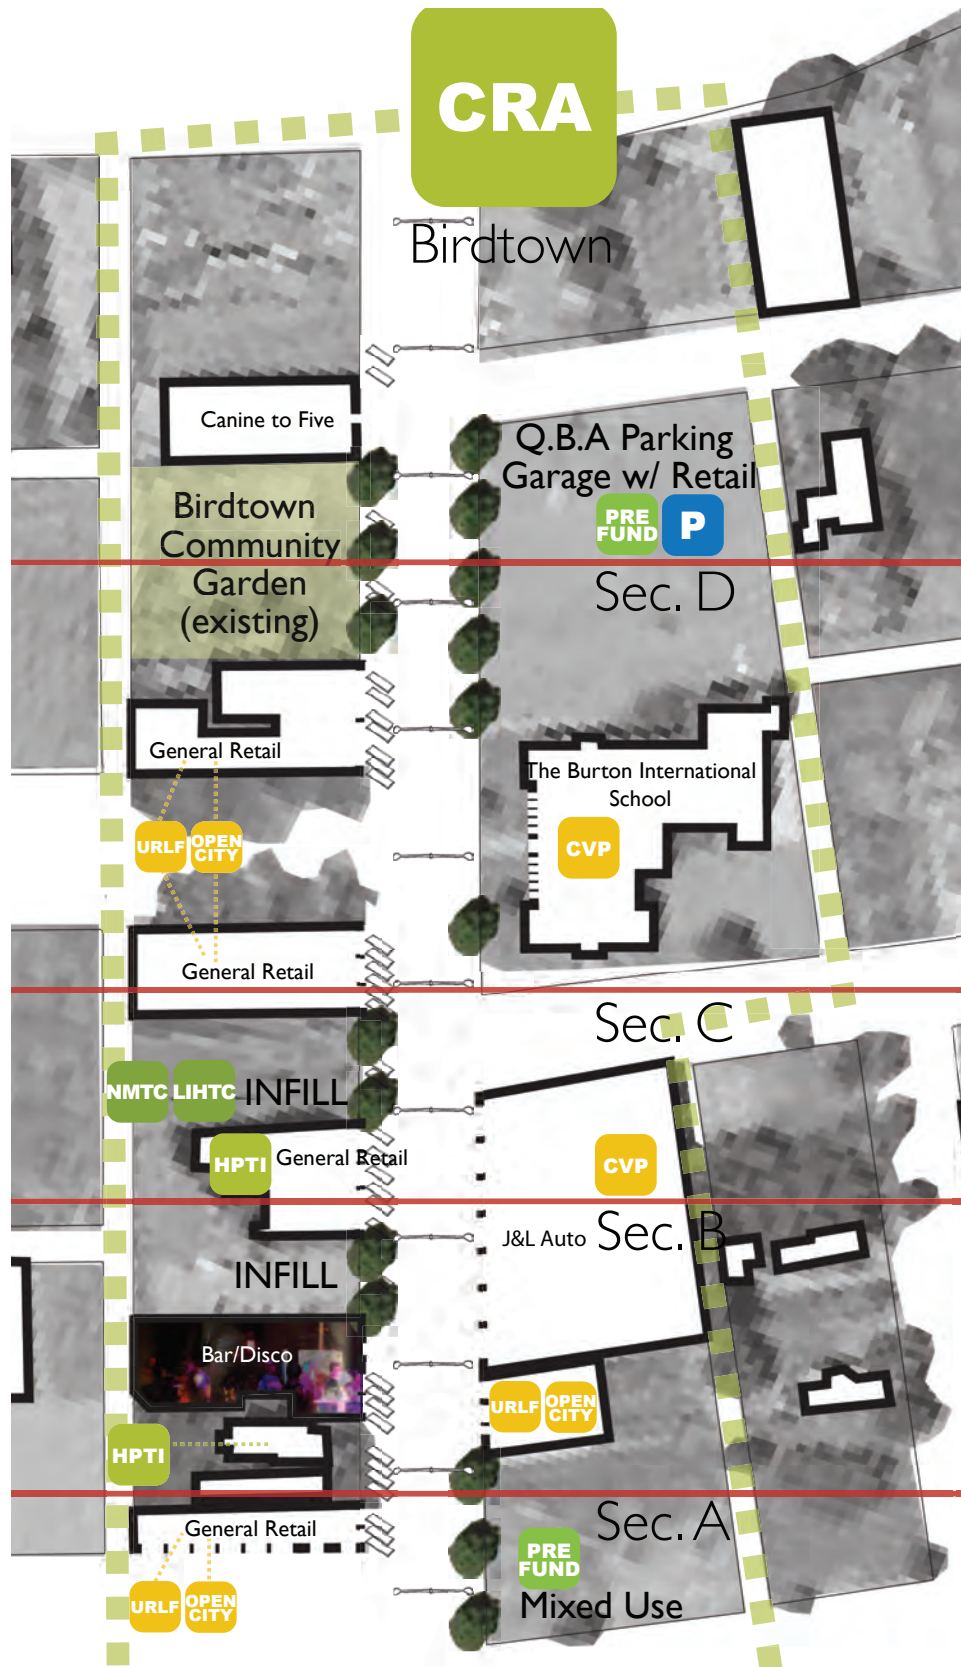 CRA
Birdtown
Canine to Five
Q.B.A Parking
Garage w/ Retail
PRE
FUND
P
Birdtown
Community
Garden
(existing)
Sec. D
General Retail
The Burton International
School
URLF
OPEN
CITY
CVP
General Retail
Sec. C
NMTC
LIHTC
INFILL
HPTI
General Retail
CVP
J&L Auto
Sec. B
INFILL
Bar/Disco
URLF
OPEN
CITY
HPTI
General Retail
Sec. A
PRE
FUND
Mixed Use
URLF
OPEN
CITY